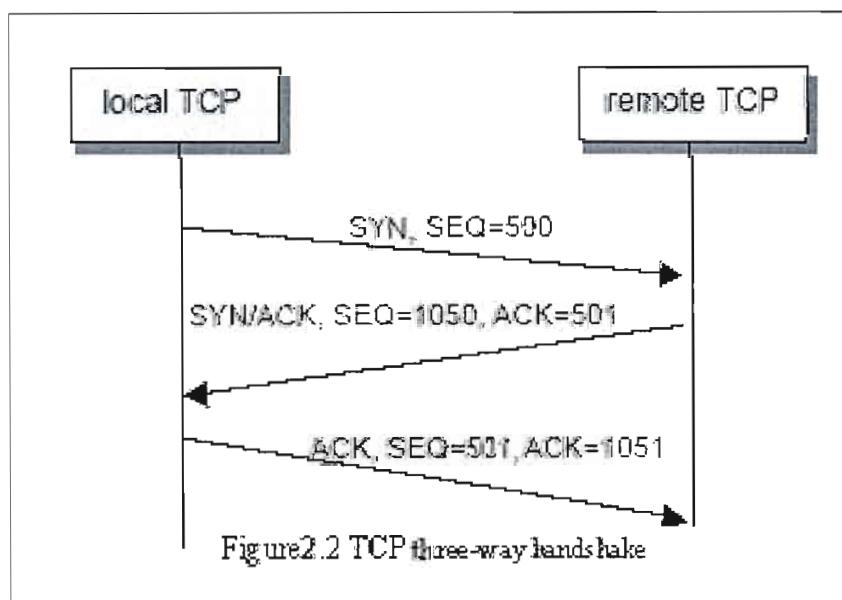 local TCP
remote TCP
SYN, SEQ=500
SYN/ACK, SEQ=1050, ACK=501
ACK, SEQ=501, ACK=1051
Figure2.2 TCP three-way handshake